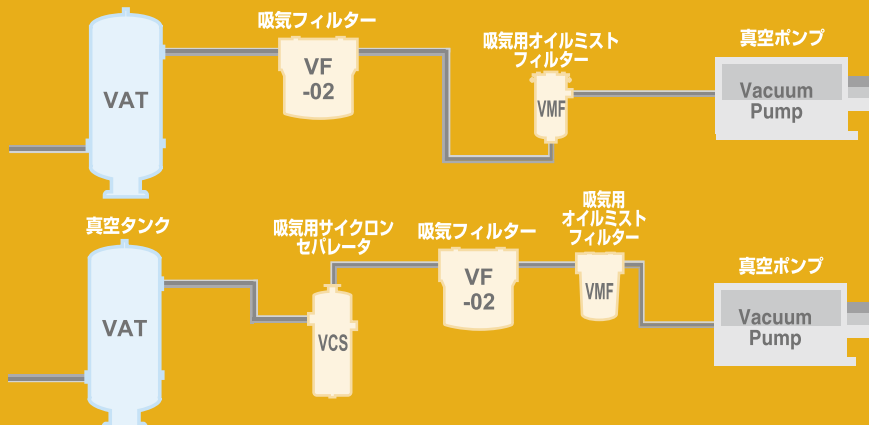 吸気フィルター
吸気用オイルミスト
フィルター
真空ポンプ
VAT
VF
-02
VMF
Vacuum
Pump
真空タンク
吸気用サイクロン
セパレータ
吸気フィルター
吸気用
オイルミスト
フィルター
真空ポンプ
VAT
VCS
VF
-02
VMF
Vacuum
Pump